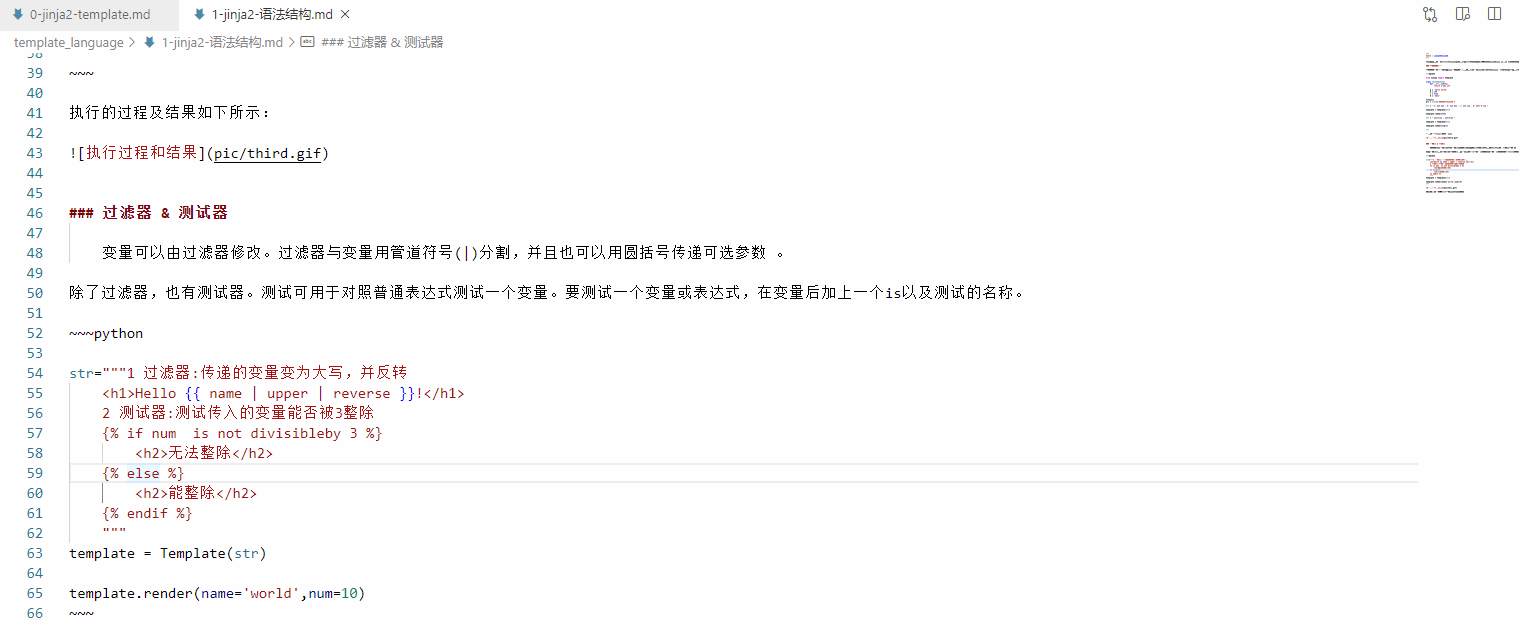 0-jinja2-template.md 1-jinja2-语法结构.md
template_language > 1-jinja2-语法结构.md > abc ### 过滤器 & 测试器
38
39 ~~~
40
41 执行的过程及结果如下所示:
42
43 ![执行过程和结果](pic/third.gif)
44
45
46 ### 过滤器 & 测试器
47
48 变量可以由过滤器修改。过滤器与变量用管道符号(|)分割,并且也可以用圆括号传递可选参数 。
49
50 除了过滤器,也有测试器。测试可用于对照普通表达式测试一个变量。要测试一个变量或表达式,在变量后加上一个is以及测试的名称。
51
52 ~~~python
53
54 str="""1 过滤器:传递的变量变为大写,并反转
55     <h1>Hello {{ name | upper | reverse }}!</h1>
56     2 测试器:测试传入的变量能否被3整除
57     {% if num  is not divisibleby 3 %}
58         <h2>无法整除</h2>
59     {% else %}
60         <h2>能整除</h2>
61     {% endif %}
62     """
63 template = Template(str)
64
65 template.render(name='world',num=10)
66 ~~~